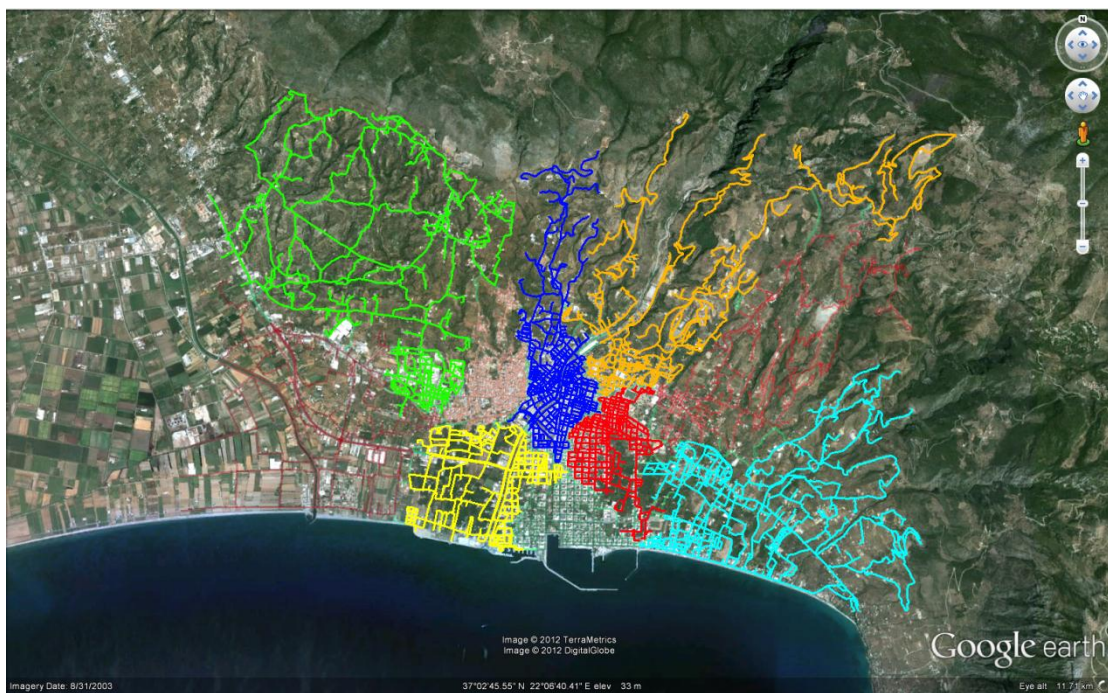 N
Image © 2012 TerraMetrics
Image © 2012 DigitalGlobe
Google earth
Imagery Date: 8/31/2003
37°02'45.55" N 22°06'40.41" E elev 33 m
Eye alt 11.71 km